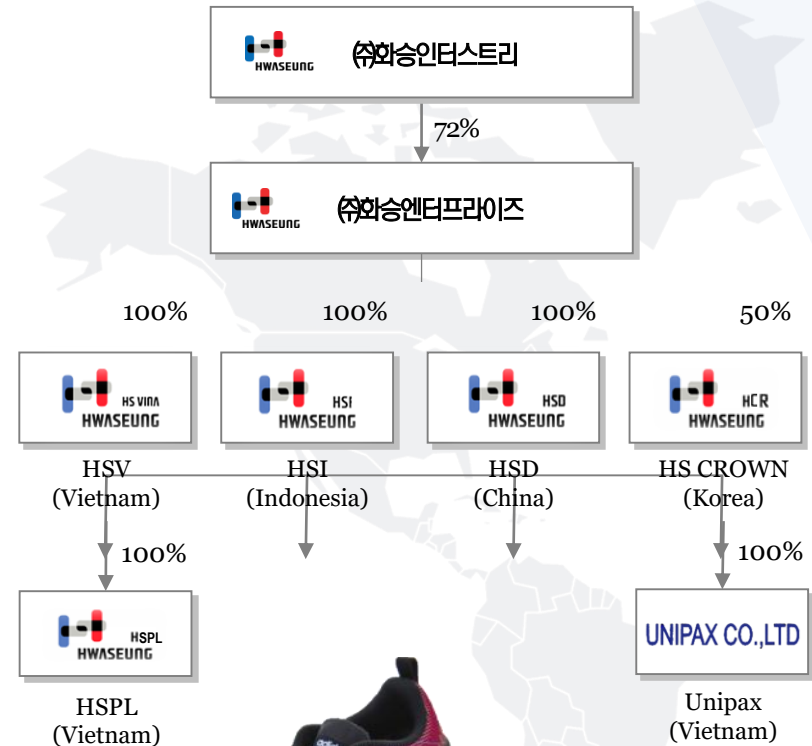 HWASEUNG
㈜화승인더스트리
72%
HWASEUNG
㈜화승엔터프라이즈
100% 100% 100% 50%
HS VINA
HWASEUNG
HSI
HWASEUNG
HSD
HWASEUNG
HCR
HWASEUNG
HSV
(Vietnam)
HSI
(Indonesia)
HSD
(China)
HS CROWN
(Korea)
100% 100%
HSPL
HWASEUNG
UNIPAX CO.,LTD
HSPL
(Vietnam)
Unipax
(Vietnam)